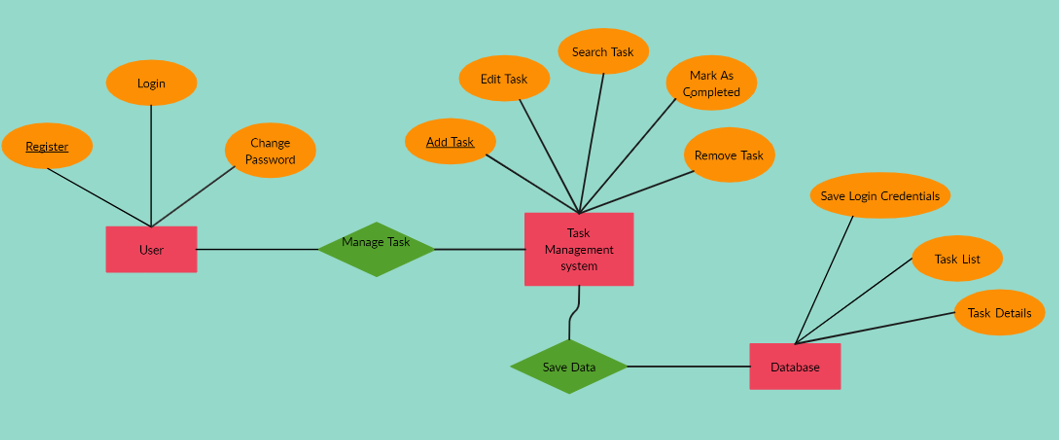 Search Task
Edit Task
Mark As
Completed
Login
Add Task
Register
Change
Password
Remove Task
Save Login Credentials
User
Manage Task
Task
Management
system
Task List
Task Details
Save Data
Database